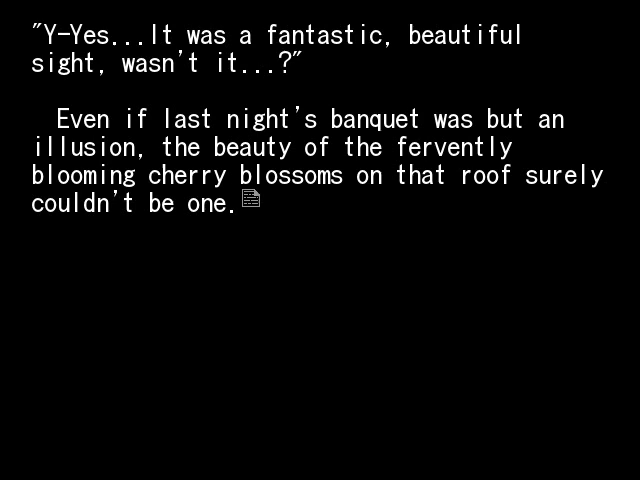 "Y-Yes...It was a fantastic, beautiful
sight, wasn't it...?"
Even if last night's banquet was but an
illusion, the beauty of the fervently
blooming cherry blossoms on that roof surely
couldn't be one.